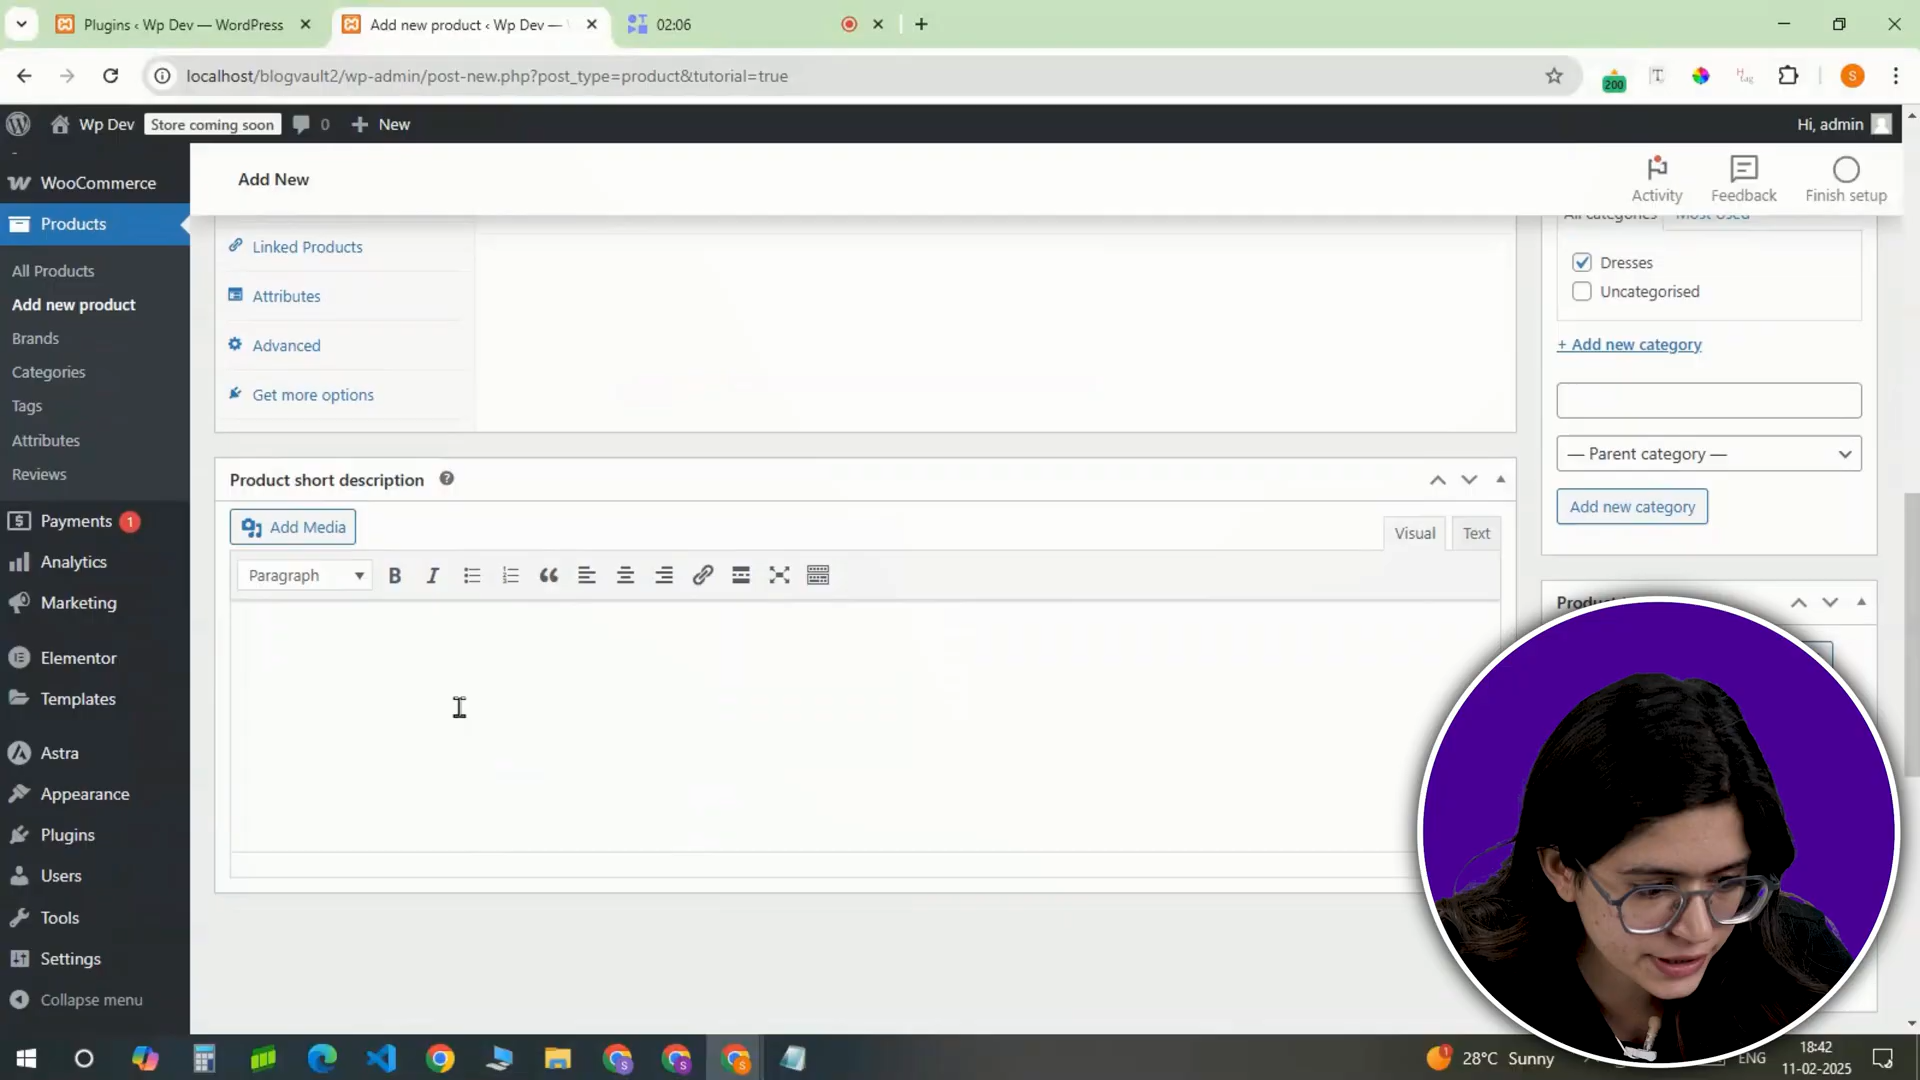 Plugins ‹ Wp Dev — WordPress
Add new product ‹ Wp Dev —
02:06
localhost/blogvault2/wp-admin/post-new.php?post_type=product&tutorial=true
200
S
Wp Dev
Store coming soon
0
New
Hi, admin
WooCommerce
Products
All Products
Add new product
Brands
Categories
Tags
Attributes
Reviews
Payments 1
Analytics
Marketing
Elementor
Templates
Astra
Appearance
Plugins
Users
Tools
Settings
Collapse menu
Add New
Activity
Feedback
Finish setup
Linked Products
Attributes
Advanced
Get more options
Product short description
Add Media
Visual
Text
Paragraph
All categories
Most Used
Dresses
Uncategorised
+ Add new category
— Parent category —
Add new category
28°C Sunny
ENG
18:42
11-02-2025